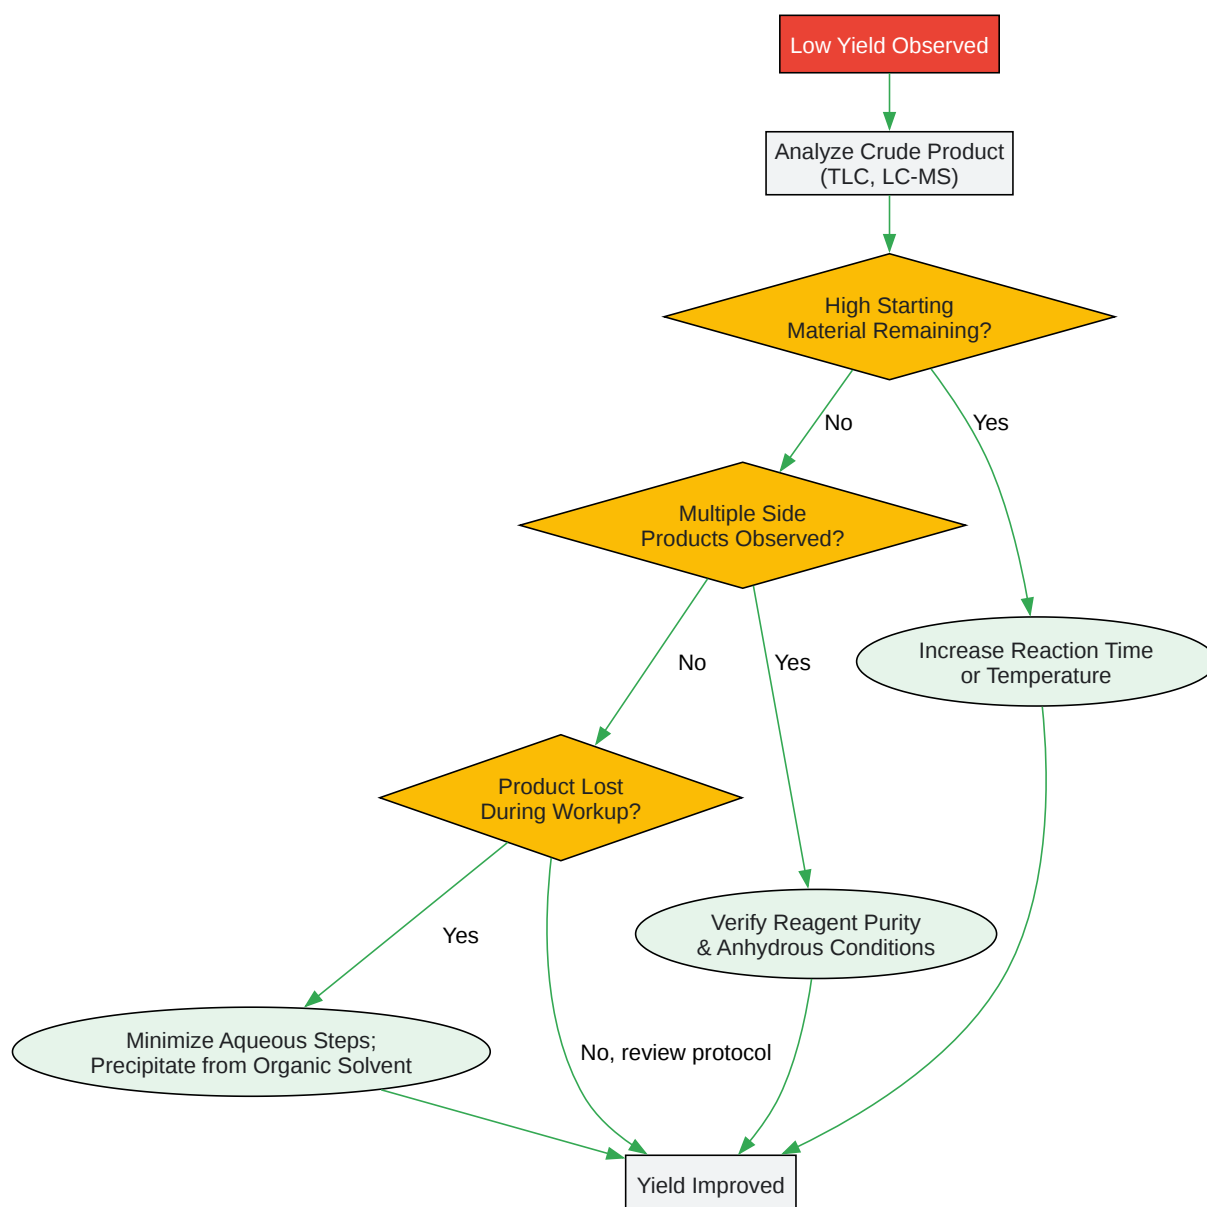 Low Yield Observed
Analyze Crude Product
(TLC, LC-MS)
High Starting
Material Remaining?
No
Yes
Multiple Side
Products Observed?
No
Yes
Increase Reaction Time
or Temperature
Product Lost
During Workup?
Yes
Verify Reagent Purity
& Anhydrous Conditions
Minimize Aqueous Steps;
Precipitate from Organic Solvent
No, review protocol
Yield Improved